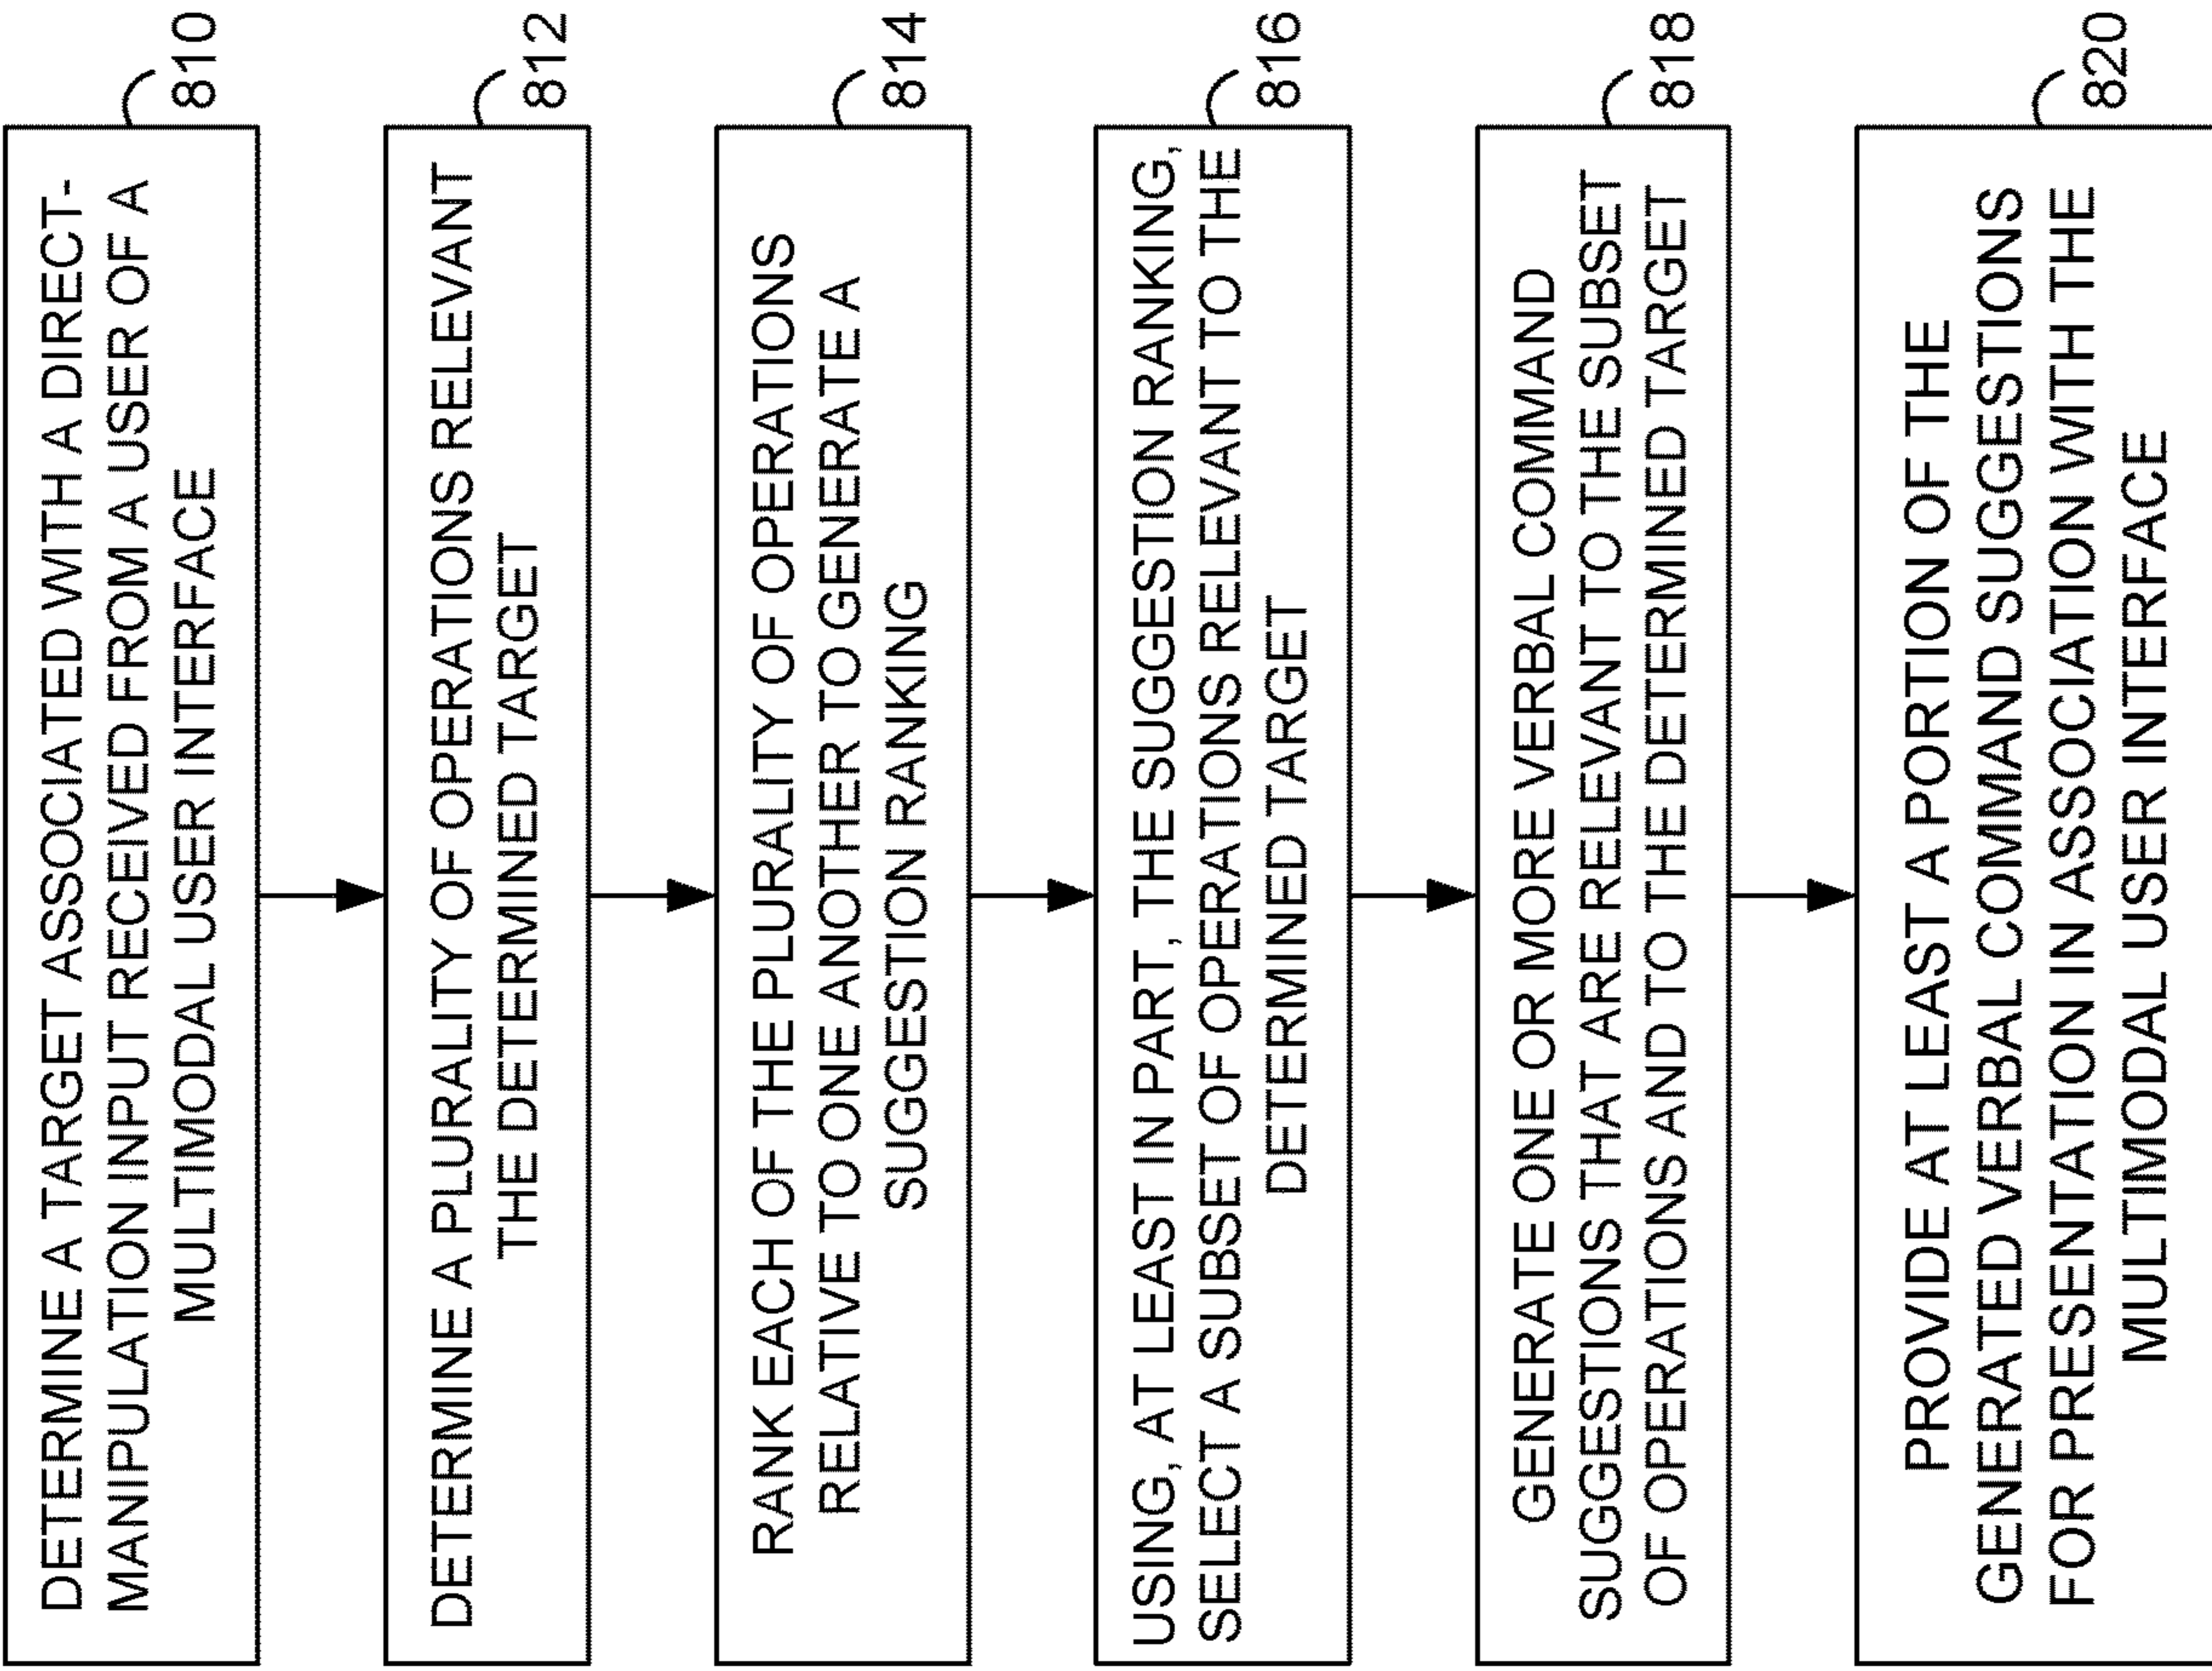 DETERMINE A TARGET ASSOCIATED WITH A DIRECT-
MANIPULATION INPUT RECEIVED FROM A USER OF A
MULTIMODAL USER INTERFACE
810
DETERMINE A PLURALITY OF OPERATIONS RELEVANT
THE DETERMINED TARGET
812
RANK EACH OF THE PLURALITY OF OPERATIONS
RELATIVE TO ONE ANOTHER TO GENERATE A
SUGGESTION RANKING
814
USING, AT LEAST IN PART, THE SUGGESTION RANKING,
SELECT A SUBSET OF OPERATIONS RELEVANT TO THE
DETERMINED TARGET
816
GENERATE ONE OR MORE VERBAL COMMAND
SUGGESTIONS THAT ARE RELEVANT TO THE SUBSET
OF OPERATIONS AND TO THE DETERMINED TARGET
818
PROVIDE AT LEAST A PORTION OF THE
GENERATED VERBAL COMMAND SUGGESTIONS
FOR PRESENTATION IN ASSOCIATION WITH THE
MULTIMODAL USER INTERFACE
820